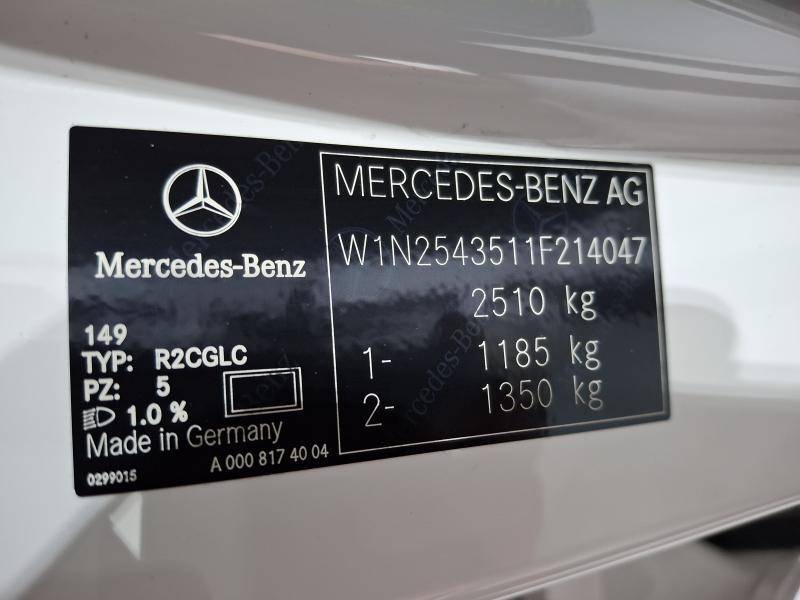 Mercedes-Benz
149
TYP: R2CGLC
PZ: 5
1.0 %
Made in Germany
0299015
A 000 817 40 04
MERCEDES-BENZ AG
W1N2543511F214047
2510 kg
1- 1185 kg
2- 1350 kg